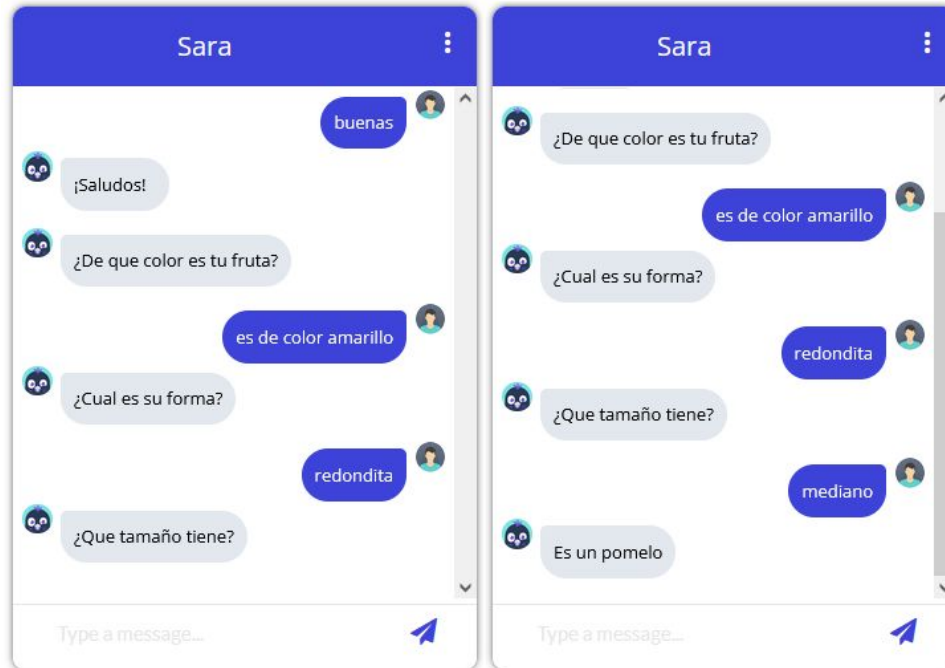 Sara
buenas
¡Saludos!
¿De que color es tu fruta?
es de color amarillo
¿Cual es su forma?
redondita
¿Que tamaño tiene?
Type a message...
Sara
¿De que color es tu fruta?
es de color amarillo
¿Cual es su forma?
redondita
¿Que tamaño tiene?
mediano
Es un pomelo
Type a message...